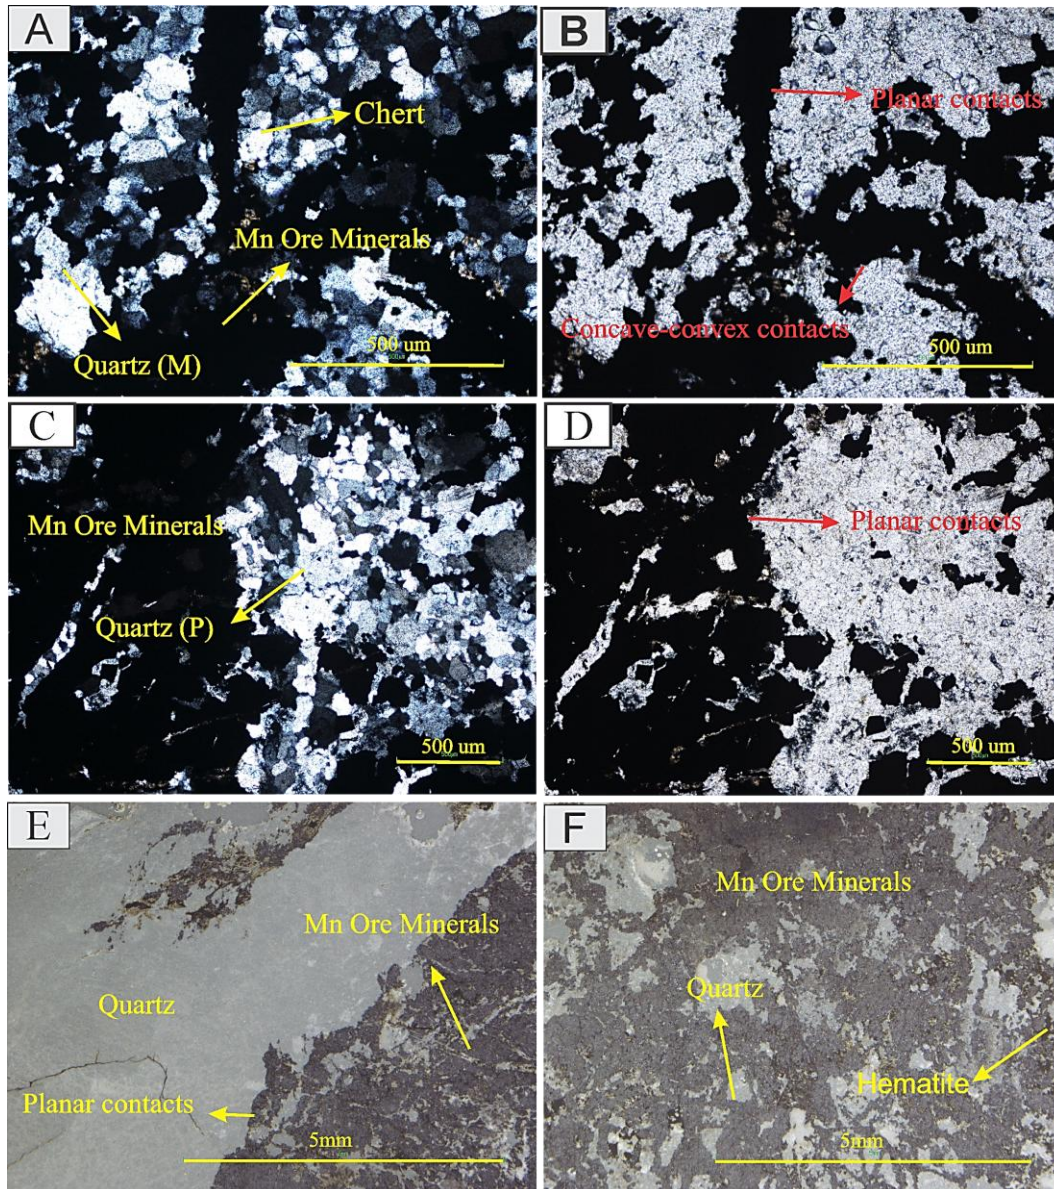 A
Chert
Mn Ore Minerals
Quartz (M)
500 um
B
Planar contacts
Concave-convex contacts
500 um
C
Mn Ore Minerals
Quartz (P)
500 um
D
Planar contacts
500 um
E
Mn Ore Minerals
Quartz
Planar contacts
5mm
F
Mn Ore Minerals
Quartz
Hematite
5mm